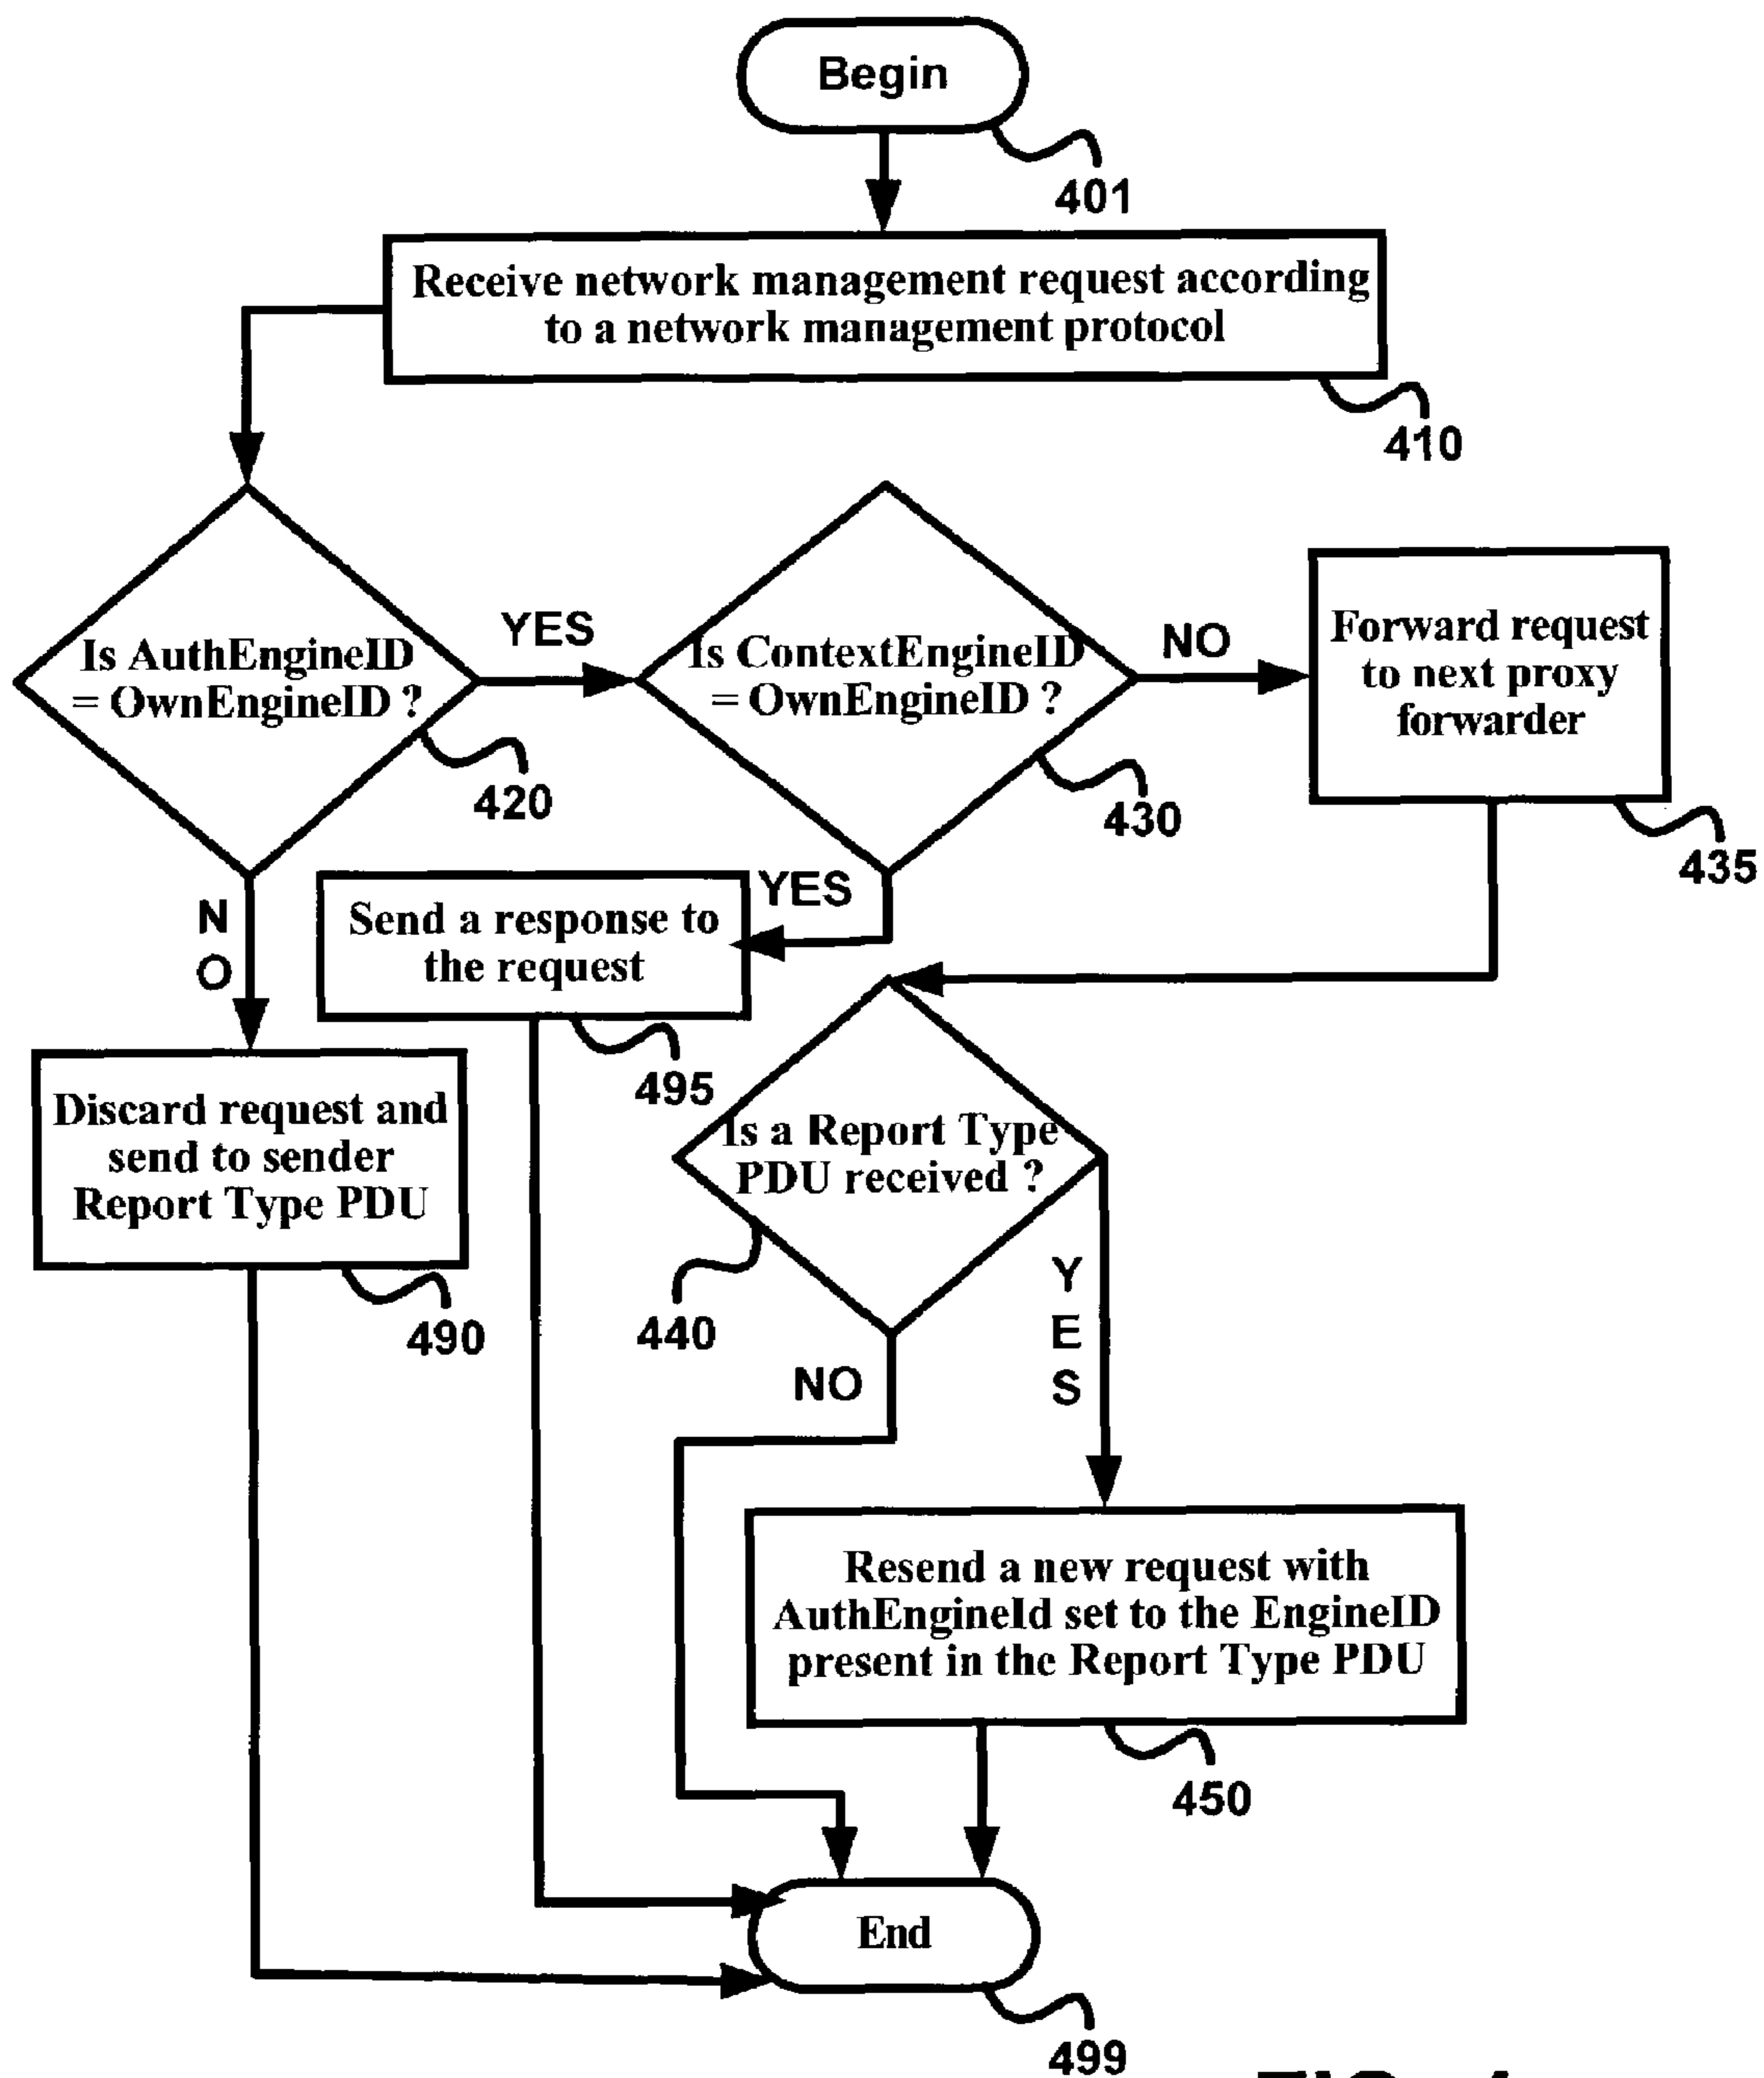 Begin
401
Receive network management request according
to a network management protocol
410
Is AuthEngineID
= OwnEngineID ?
420
YES
Is ContextEngineID
= OwnEngineID ?
430
NO
Forward request
to next proxy
forwarder
435
N
O
YES
Send a response to
the request
495
Discard request and
send to sender
Report Type PDU
490
Is a Report Type
PDU received ?
440
NO
Y
E
S
Resend a new request with
AuthEngineId set to the EngineID
present in the Report Type PDU
450
End
499